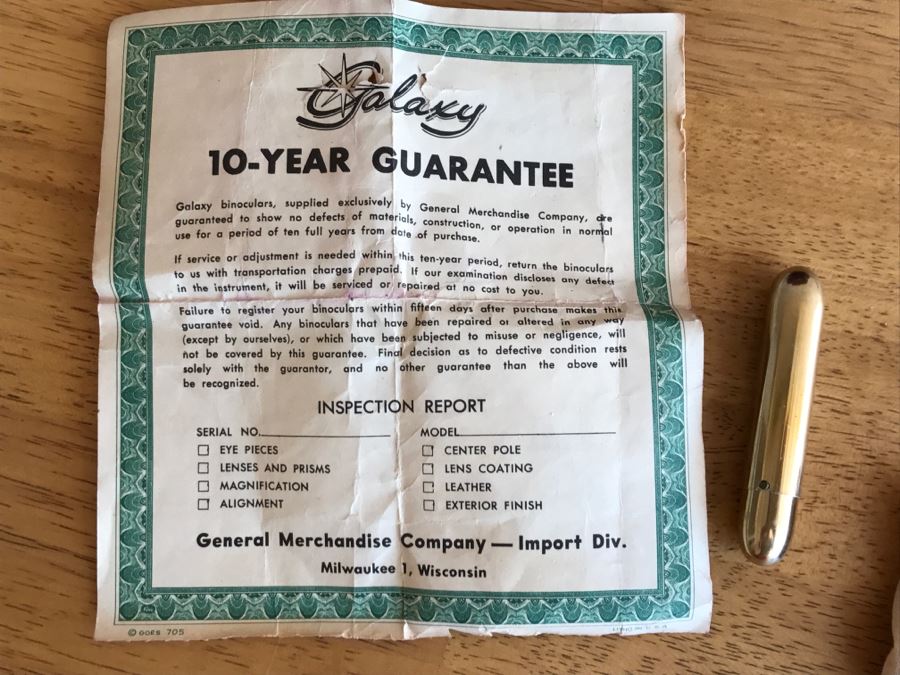 Galaxy
10-YEAR GUARANTEE
Galaxy binoculars, supplied exclusively by General Merchandise Company, are
guaranteed to show no defects of materials, construction, or operation in normal
use for a period of ten full years from date of purchase.
If service or adjustment is needed within this ten-year period, return the binoculars
to us with transportation charges prepaid. If our examination discloses any defect
in the instrument, it will be serviced or repaired at no cost to you.
Failure to register your binoculars within fifteen days after purchase makes this
guarantee void. Any binoculars that have been repaired or altered in any way
(except by ourselves), or which have been subjected to misuse or negligence, will
not be covered by this guarantee. Final decision as to defective condition rests
solely with the guarantor, and no other guarantee than the above will
be recognized.
INSPECTION REPORT
SERIAL NO. MODEL
EYE PIECES CENTER POLE
LENSES AND PRISMS LENS COATING
MAGNIFICATION LEATHER
ALIGNMENT EXTERIOR FINISH
General Merchandise Company — Import Div.
Milwaukee 1, Wisconsin
© GOES 705